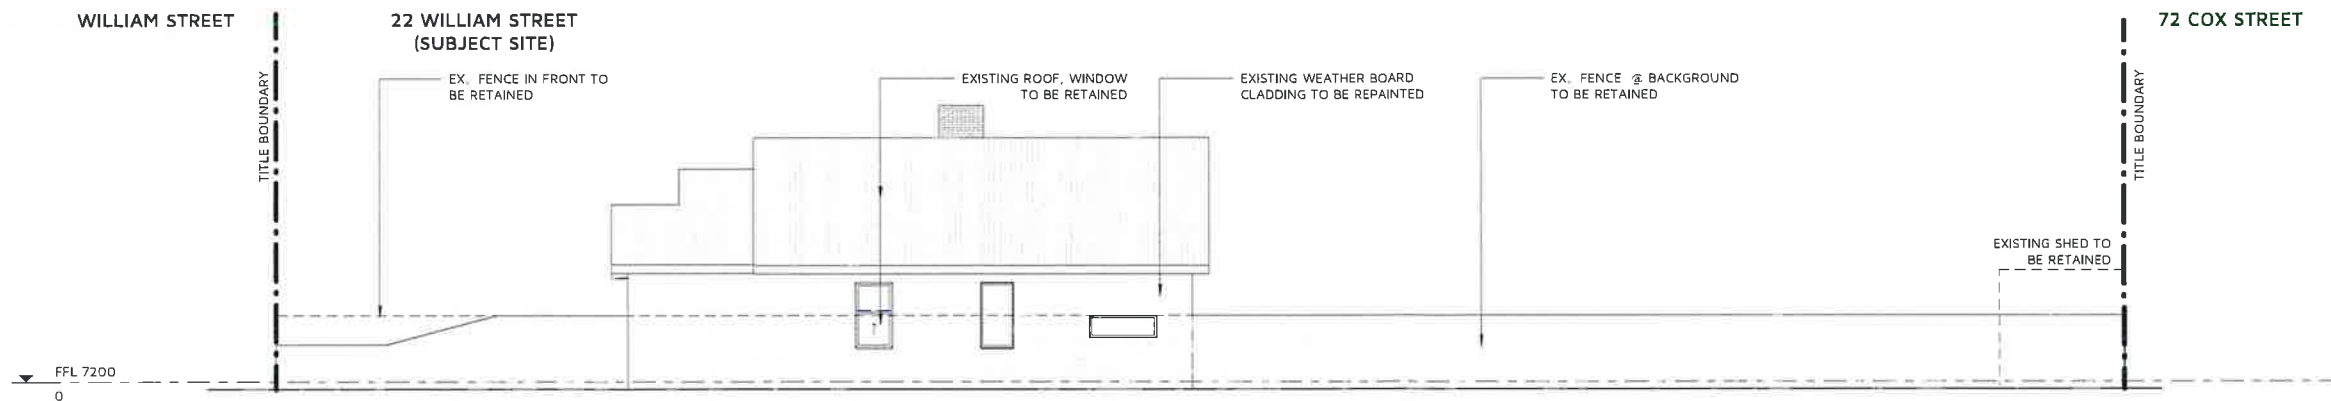 WILLIAM STREET
22 WILLIAM STREET
(SUBJECT SITE)
72 COX STREET
TITLE BOUNDARY
EX. FENCE IN FRONT TO
BE RETAINED
EXISTING ROOF, WINDOW
TO BE RETAINED
EXISTING WEATHER BOARD
CLADDING TO BE REPAINTED
EX. FENCE @ BACKGROUND
TO BE RETAINED
TITLE BOUNDARY
EXISTING SHED TO
BE RETAINED
FFL 7200
0